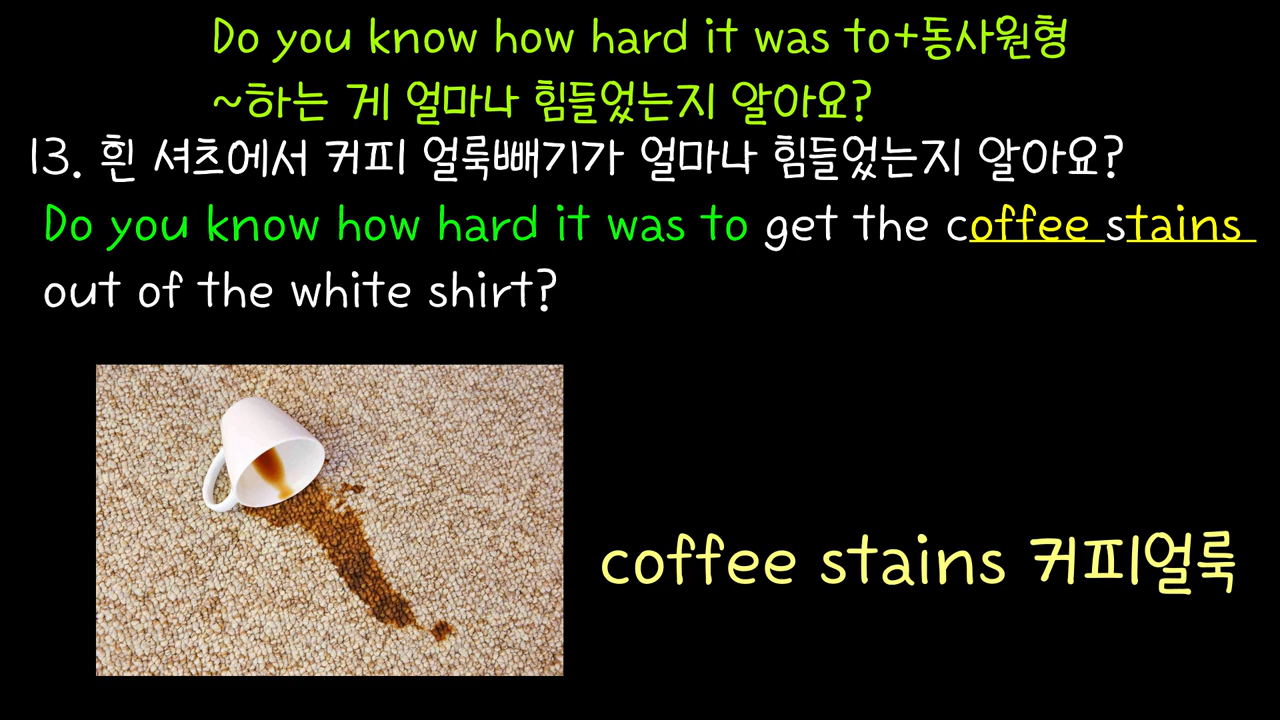 Do you know how hard it was to+동사원형
~하는 게 얼마나 힘들었는지 알아요?
13. 흰 셔츠에서 커피 얼룩빼기가 얼마나 힘들었는지 알아요?
Do you know how hard it was to get the coffee stains
out of the white shirt?
coffee stains 커피얼룩